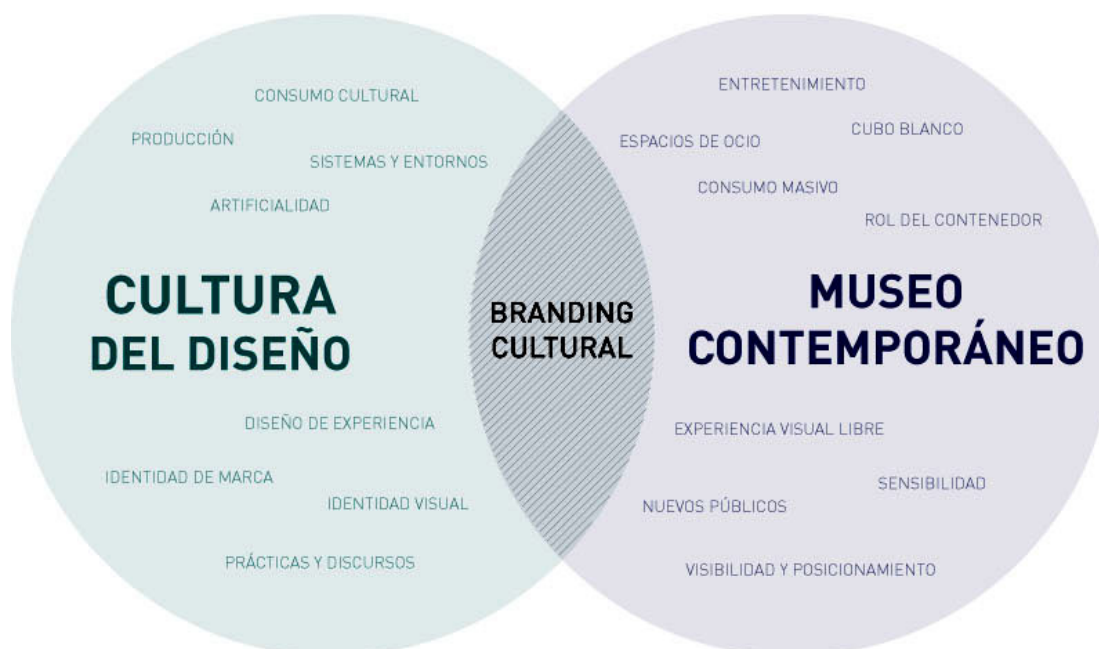 CONSUMO CULTURAL
PRODUCCIÓN
SISTEMAS Y ENTORNOS
ARTIFICIALIDAD
CULTURA
DEL DISEÑO
DISEÑO DE EXPERIENCIA
IDENTIDAD DE MARCA
IDENTIDAD VISUAL
PRÁCTICAS Y DISCURSOS
BRANDING
CULTURAL
ENTRETENIMIENTO
CUBO BLANCO
ESPACIOS DE OCIO
CONSUMO MASIVO
ROL DEL CONTENEDOR
MUSEO
CONTEMPORÁNEO
EXPERIENCIA VISUAL LIBRE
SENSIBILIDAD
NUEVOS PÚBLICOS
VISIBILIDAD Y POSICIONAMIENTO